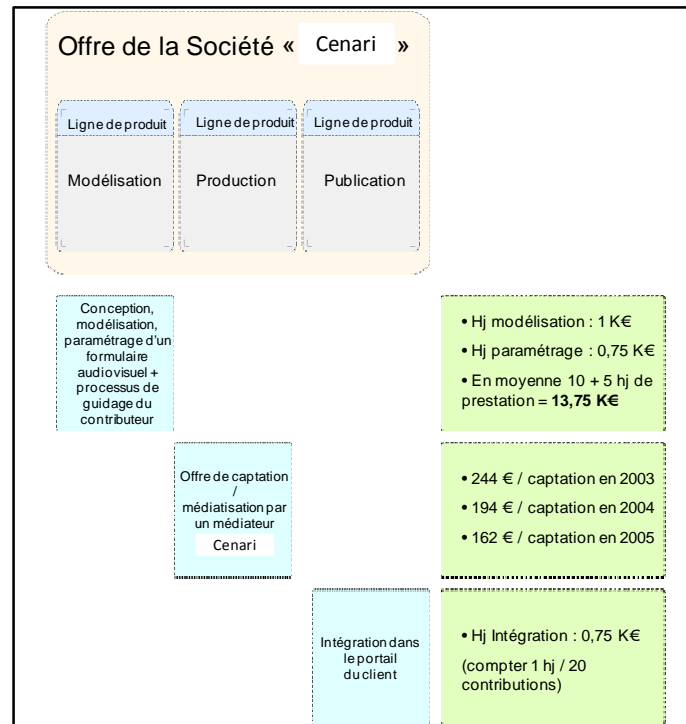 Offre de la Société « Cenari »
Ligne de produit
Modélisation
Ligne de produit
Production
Ligne de produit
Publication
Conception,
modélisation,
paramétrage d'un
formulaire
audiovisuel +
processus de
guidage du
contributeur
• Hj modélisation : 1 K€
• Hj paramétrage : 0,75 K€
• En moyenne 10 + 5 hj de
prestation = 13,75 K€
Offre de captation
/
médiatisation par
un médiateur
Cenari
• 244 € / captation en 2003
• 194 € / captation en 2004
• 162 € / captation en 2005
Intégration dans
le portail
du client
• Hj Intégration : 0,75 K€
(compter 1 hj / 20
contributions)